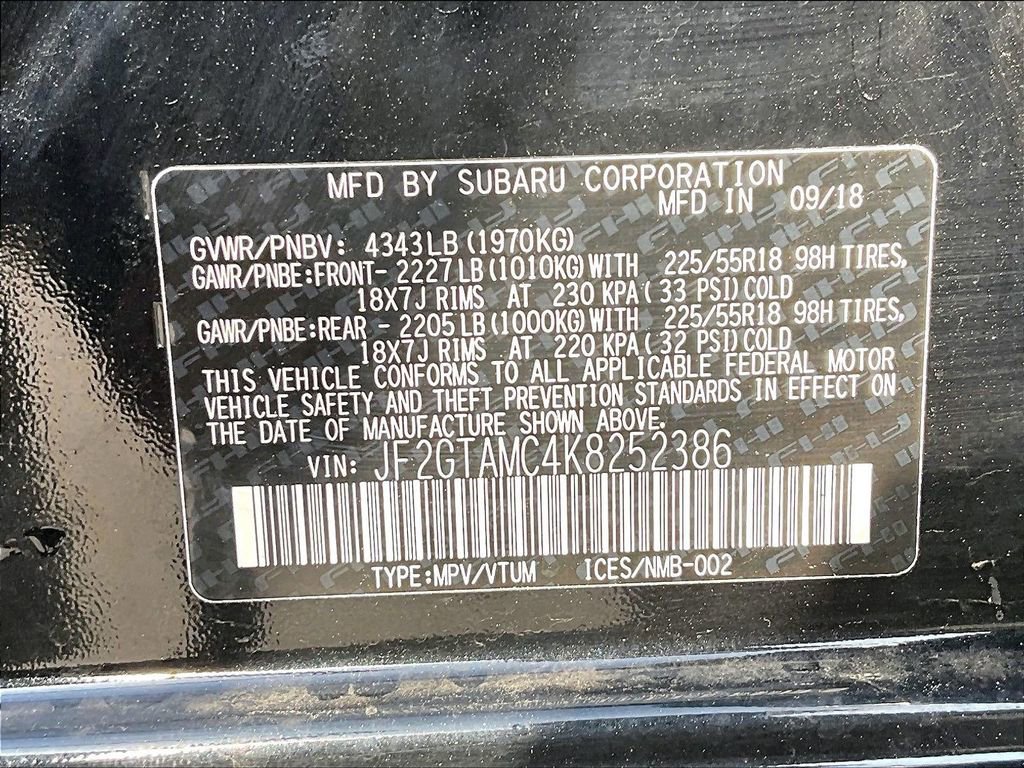 MFD BY SUBARU CORPORATION
MFD IN 09/18
GVWR/PNBV: 4343LB(1970KG)
GAWR/PNBE:FRONT- 2227LB(1010KG)WITH 225/55R18 98H TIRES,
18X7J RIMS AT 230 KPA( 33 PSI)COLD
GAWR/PNBE:REAR - 2205LB(1000KG)WITH 225/55R18 98H TIRES,
18X7J RIMS AT 220 KPA( 32 PSI)COLD
THIS VEHICLE CONFORMS TO ALL APPLICABLE FEDERAL MOTOR
VEHICLE SAFETY AND THEFT PREVENTION STANDARDS IN EFFECT ON
THE DATE OF MANUFACTURE SHOWN ABOVE.
VIN: JF2GTAMC4K8252386
TYPE:MPV/VTUM ICES/NMB-002